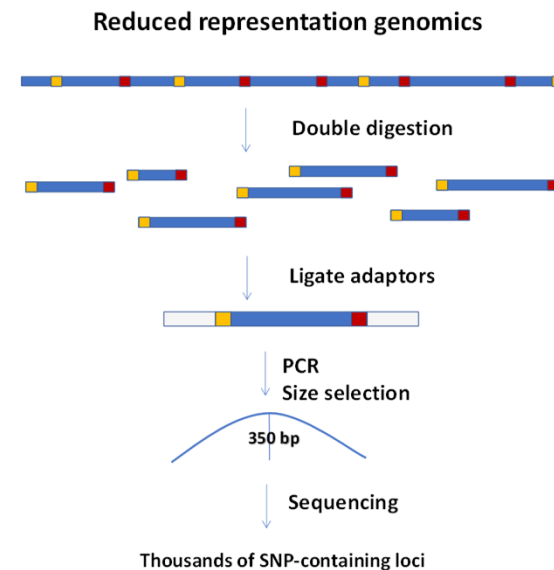 Reduced representation genomics
Double digestion
Ligate adaptors
PCR
Size selection
350 bp
Sequencing
Thousands of SNP-containing loci